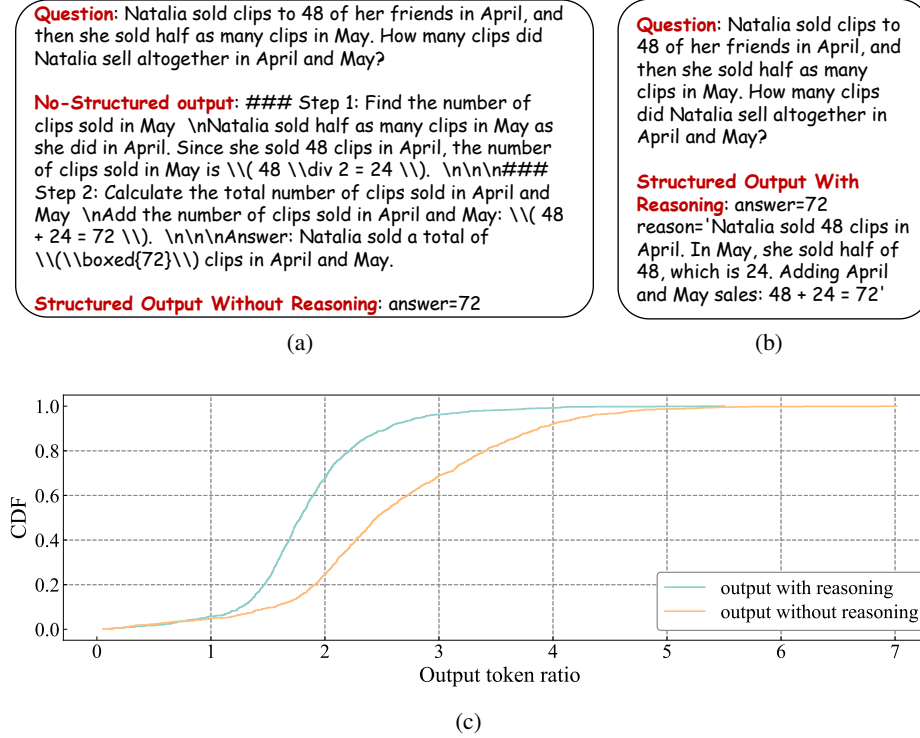 Question: Natalia sold clips to 48 of her friends in April, and
then she sold half as many clips in May. How many clips did
Natalia sell altogether in April and May?
No-Structured output: ### Step 1: Find the number of
clips sold in May  \nNatalia sold half as many clips in May as
she did in April. Since she sold 48 clips in April, the number
of clips sold in May is \\( 48 \\div 2 = 24 \\).  \n\n\n###
Step 2: Calculate the total number of clips sold in April and
May  \nAdd the number of clips sold in April and May: \\( 48
+ 24 = 72 \\).  \n\n\nAnswer: Natalia sold a total of
\\(\\boxed{72}\\) clips in April and May.
Structured Output Without Reasoning: answer=72
(a)
Question: Natalia sold clips to
48 of her friends in April, and
then she sold half as many
clips in May. How many clips
did Natalia sell altogether in
April and May?
Structured Output With
Reasoning: answer=72
reason='Natalia sold 48 clips in
April. In May, she sold half of
48, which is 24. Adding April
and May sales: 48 + 24 = 72'
(b)
CDF
1.0
0.8
0.6
0.4
0.2
0.0
output with reasoning
output without reasoning
0 1 2 3 4 5 6 7
Output token ratio
(c)